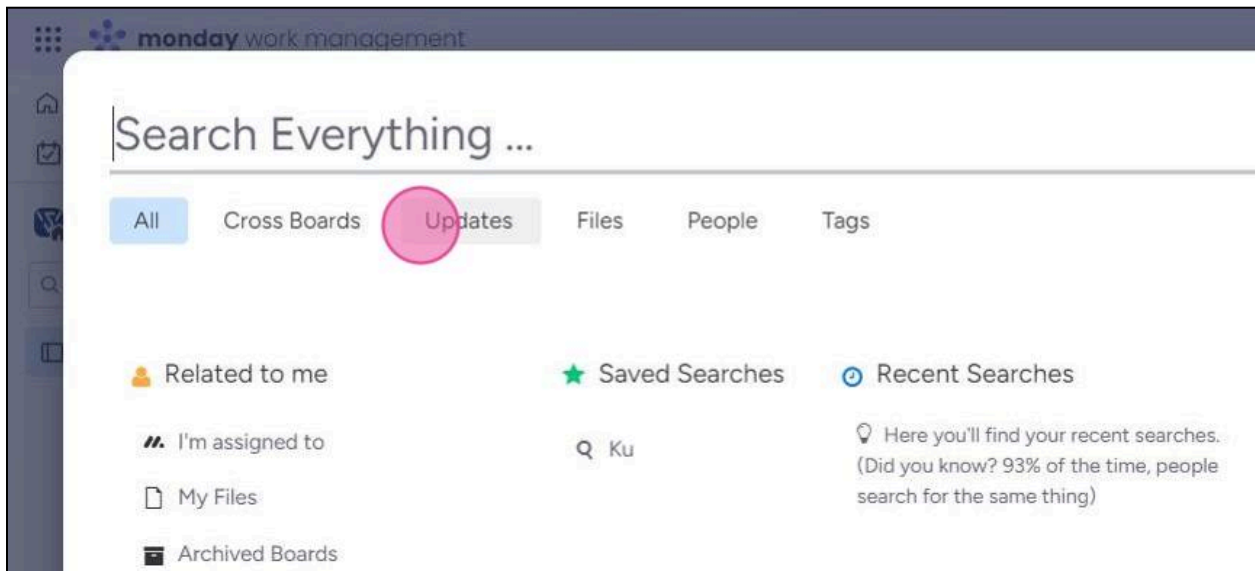 monday work management
Search Everything ...
All Cross Boards Updates Files People Tags
Related to me
I'm assigned to
My Files
Archived Boards
Saved Searches
Ku
Recent Searches
Here you'll find your recent searches.
(Did you know? 93% of the time, people
search for the same thing)